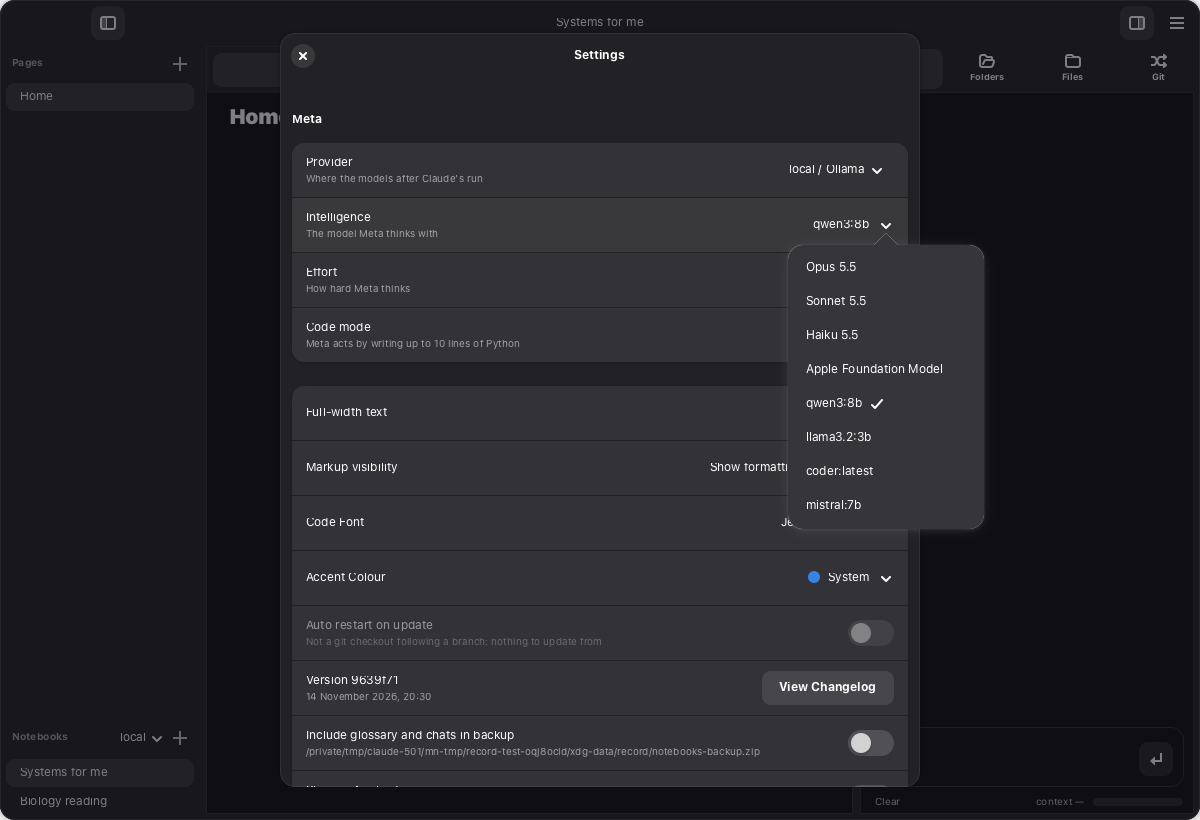 Systems for me
Pages
Home
Folders
Files
Git
Settings
Meta
Provider
Where the models after Claude's run
local / Ollama
Intelligence
The model Meta thinks with
qwen3:8b
Effort
How hard Meta thinks
Code mode
Meta acts by writing up to 10 lines of Python
Opus 5.5
Sonnet 5.5
Haiku 5.5
Apple Foundation Model
qwen3:8b
llama3.2:3b
coder:latest
mistral:7b
Full-width text
Markup visibility
Show
Code Font
Accent Colour
System
Auto restart on update
Not a git checkout following a branch: nothing to update from
Version 9639f71
14 November 2026, 20:30
View Changelog
Include glossary and chats in backup
/private/tmp/claude-501/mn-tmp/record-test-oqj8ocld/xdg-data/record/notebooks-backup.zip
Notebooks
local
Systems for me
Biology reading
Clear
context —